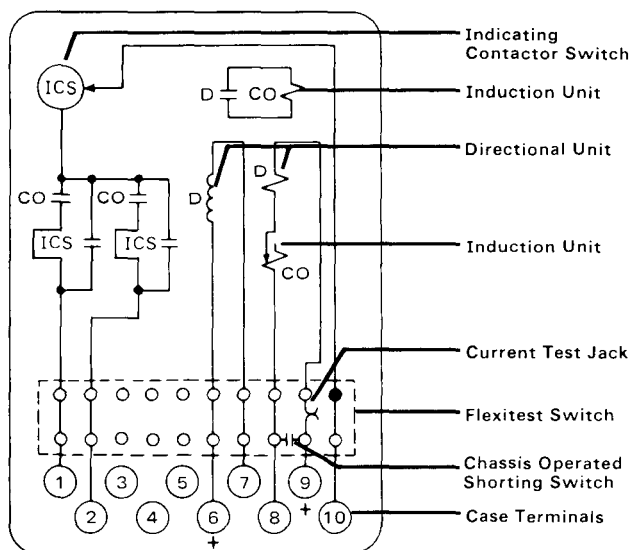 Indicating
Contactor Switch
ICS
D CO
Induction Unit
Directional Unit
D
CO CO D
ICS ICS
Induction Unit
CO
Current Test Jack
Flexitest Switch
Chassis Operated
Shorting Switch
1 3 5 7 9
+
2 4 6 8 10
+
Case Terminals